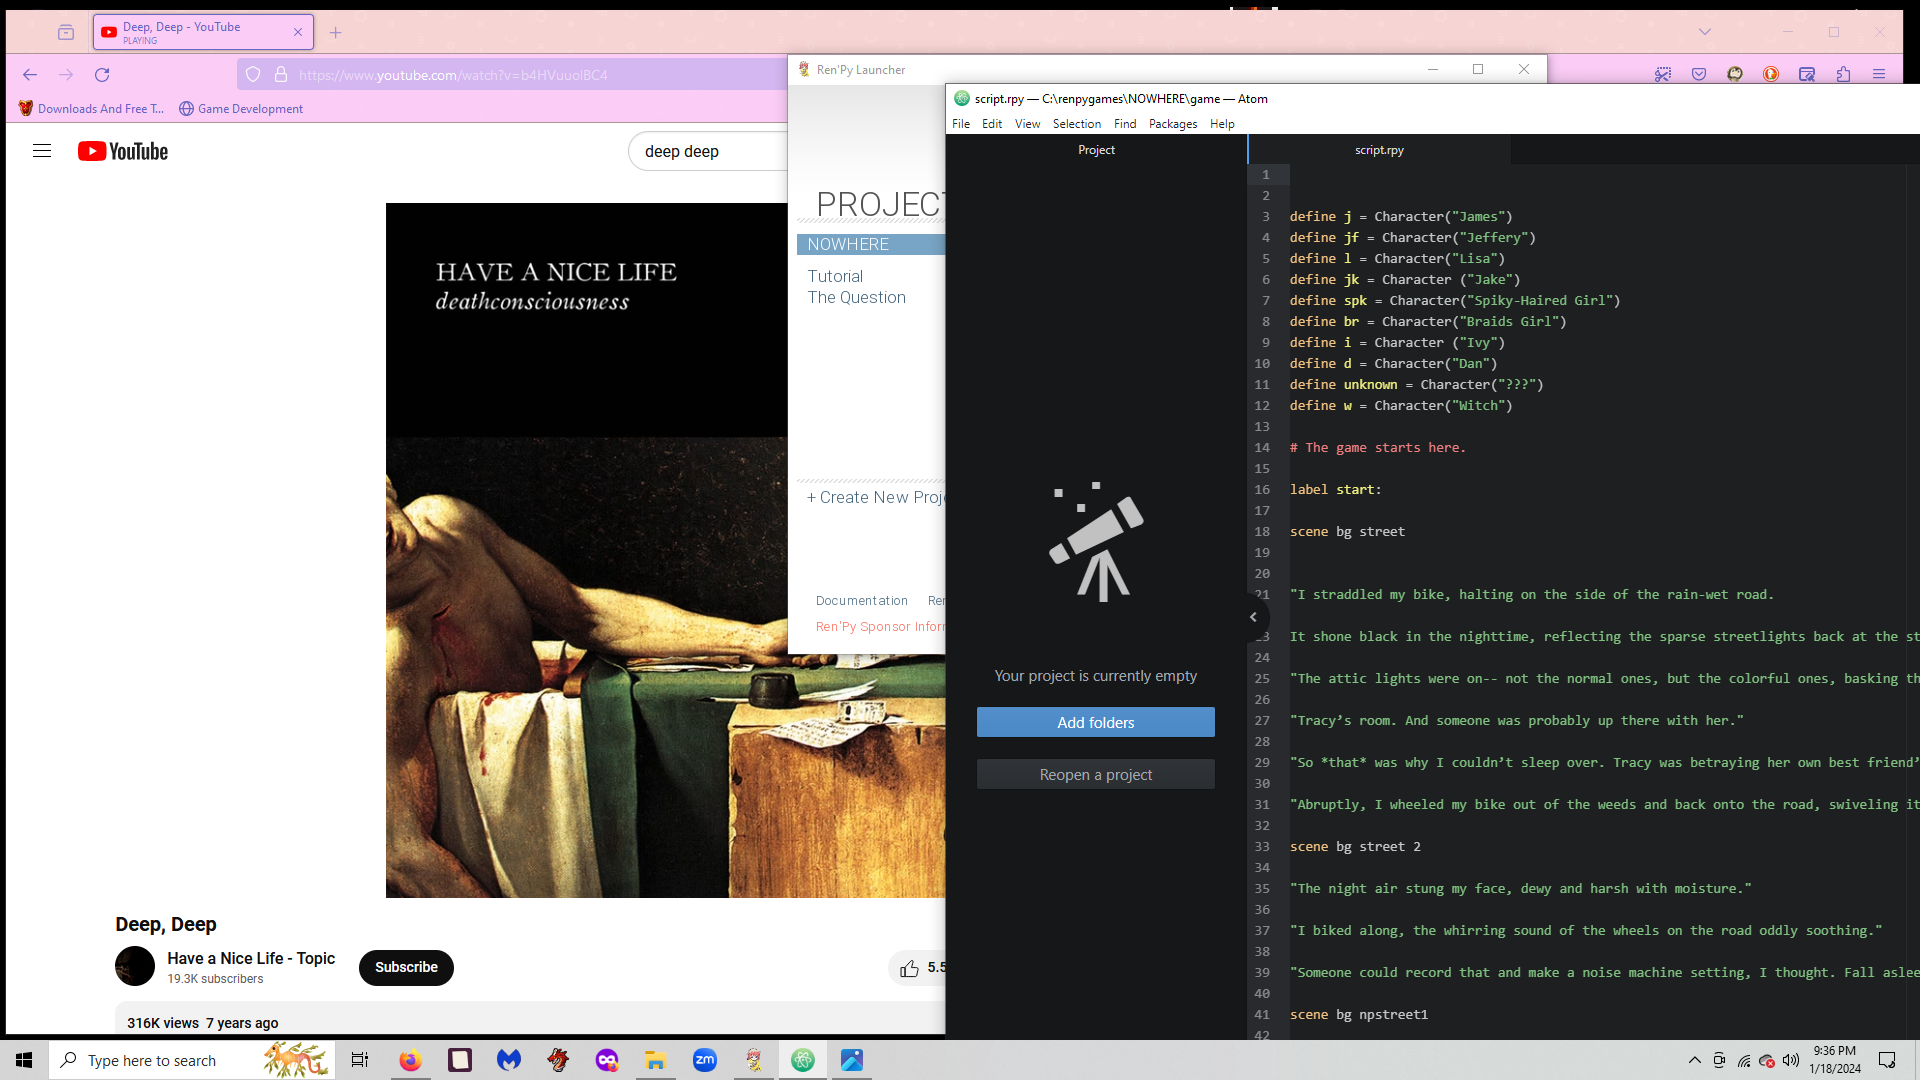 Deep, Deep - YouTube
PLAYING
https://www.youtube.com/watch?v=b4HVuuolBC4
Downloads And Free T...
Game Development
YouTube
deep deep
HAVE A NICE LIFE
deathconsciousness
Deep, Deep
Have a Nice Life - Topic
19.3K subscribers
Subscribe
5.5
316K views 7 years ago
Ren'Py Launcher
PROJECT
NOWHERE
Tutorial
The Question
+ Create New Proje
Documentation
Ren
Ren'Py Sponsor Inform
script.rpy — C:\renpygames\NOWHERE\game — Atom
File Edit View Selection Find Packages Help
Project
script.rpy
Your project is currently empty
Add folders
Reopen a project
1
2
3 define j = Character("James")
4 define jf = Character("Jeffery")
5 define l = Character("Lisa")
6 define jk = Character ("Jake")
7 define spk = Character("Spiky-Haired Girl")
8 define br = Character("Braids Girl")
9 define i = Character ("Ivy")
10 define d = Character("Dan")
11 define unknown = Character("???")
12 define w = Character("Witch")
13
14 # The game starts here.
15
16 label start:
17
18 scene bg street
19
20
21 "I straddled my bike, halting on the side of the rain-wet road.
23 It shone black in the nighttime, reflecting the sparse streetlights back at the st
24
25 "The attic lights were on-- not the normal ones, but the colorful ones, basking th
26
27 "Tracy’s room. And someone was probably up there with her."
28
29 "So *that* was why I couldn’t sleep over. Tracy was betraying her own best friend’
30
31 "Abruptly, I wheeled my bike out of the weeds and back onto the road, swiveling it
32
33 scene bg street 2
34
35 "The night air stung my face, dewy and harsh with moisture."
36
37 "I biked along, the whirring sound of the wheels on the road oddly soothing."
38
39 "Someone could record that and make a noise machine setting, I thought. Fall aslee
40
41 scene bg npstreet1
42
Type here to search
zm
9:36 PM
1/18/2024